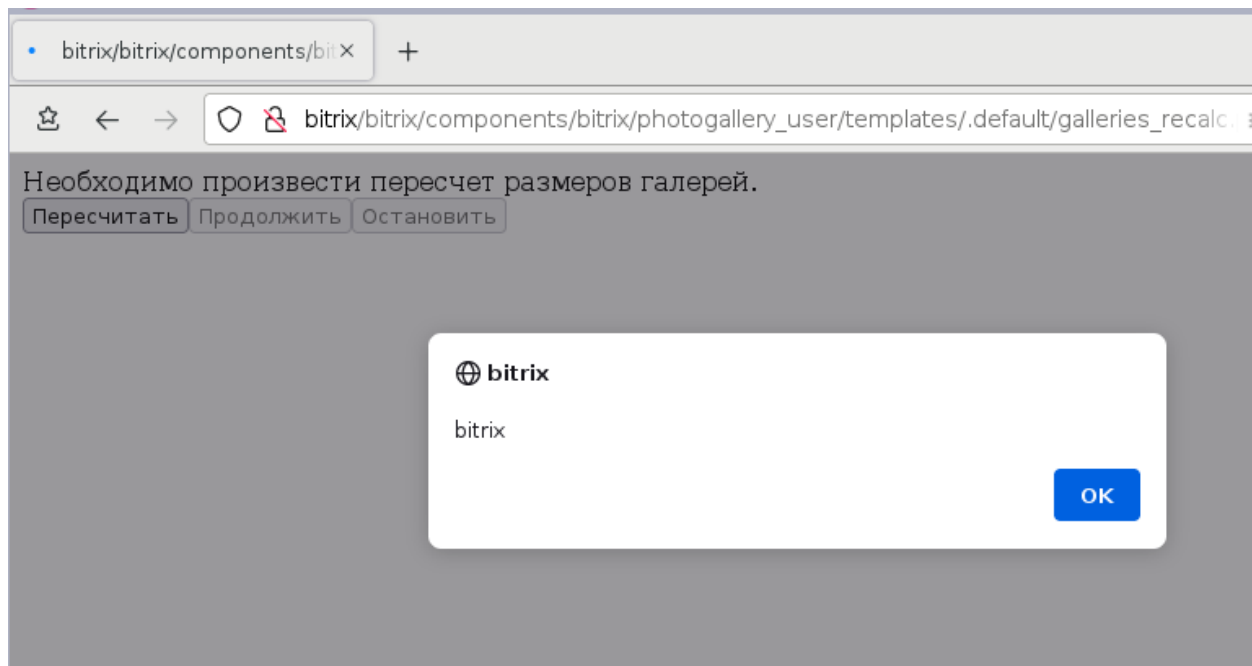 bitrix/bitrix/components/bit
bitrix/bitrix/components/bitrix/photogallery_user/templates/.default/galleries_recalc.
Необходимо произвести пересчет размеров галерей.
Пересчитать Продолжить Остановить
bitrix
bitrix
OK